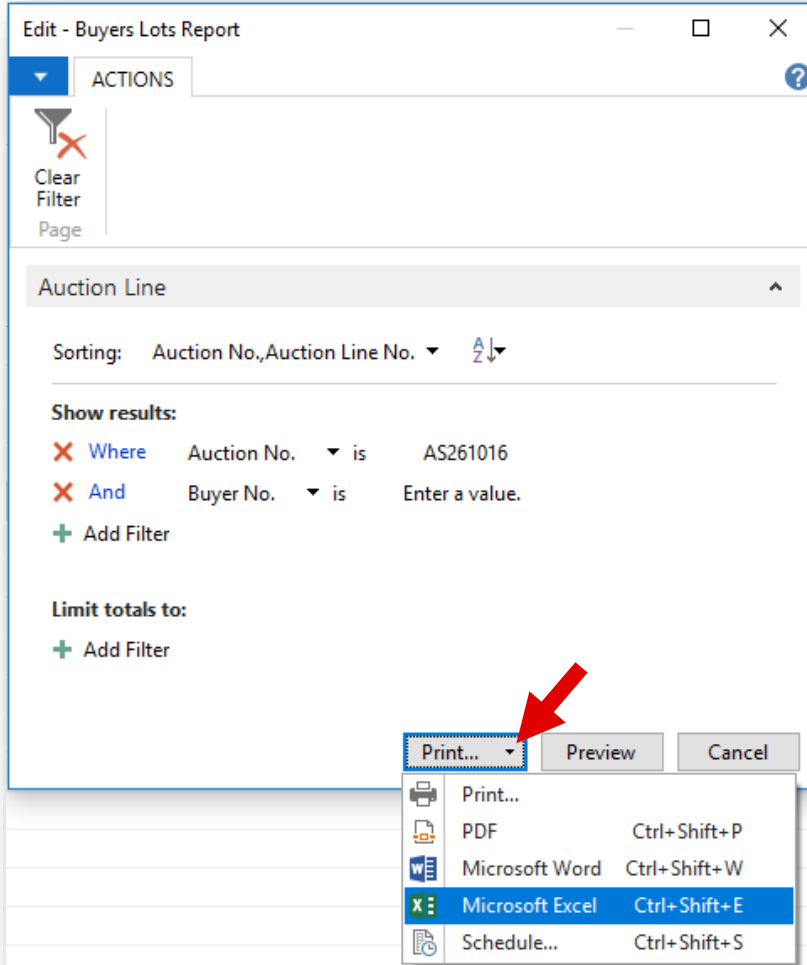 Edit - Buyers Lots Report
ACTIONS
?
Clear
Filter
Page
Auction Line
Sorting: Auction No.,Auction Line No. A Z
Show results:
Where Auction No. is AS261016
And Buyer No. is Enter a value.
Add Filter
Limit totals to:
Add Filter
Print... Preview Cancel
Print...
PDF Ctrl+Shift+P
Microsoft Word Ctrl+Shift+W
Microsoft Excel Ctrl+Shift+E
Schedule... Ctrl+Shift+S